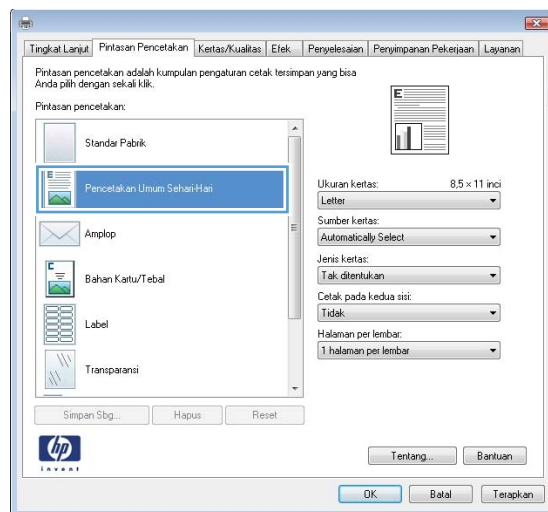 Tingkat Lanjut Pintasan Pencetakan Kertas/Kualitas Efek Penyelesaian Penyimpanan Pekerjaan Layanan
Pintasan pencetakan adalah kumpulan pengaturan cetak tersimpan yang bisa
Anda pilih dengan sekali klik.
Pintasan pencetakan:
Standar Pabrik
Pencetakan Umum Sehari-Hari
Amplop
Bahan Kartu/Tebal
Label
Transparansi
E
Ukuran kertas: 8,5 × 11 inci
Letter
Sumber kertas:
Automatically Select
Jenis kertas:
Tak ditentukan
Cetak pada kedua sisi:
Tidak
Halaman per lembar:
1 halaman per lembar
Simpan Sbg... Hapus Reset
hp
invent
Tentang... Bantuan
OK Batal Terapkan